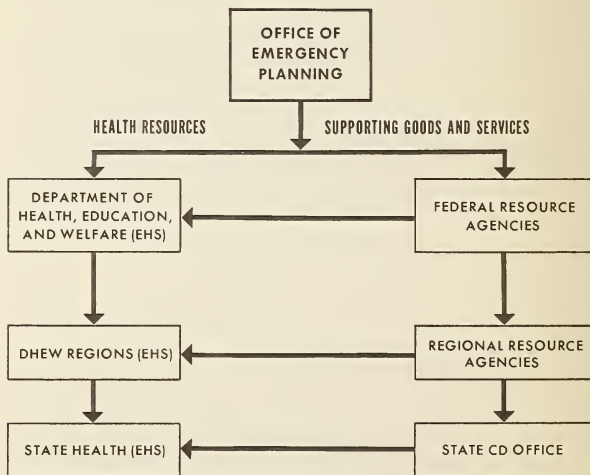 OFFICE OF
EMERGENCY
PLANNING
HEALTH RESOURCES
SUPPORTING GOODS AND SERVICES
DEPARTMENT OF
HEALTH, EDUCATION,
AND WELFARE (EHS)
FEDERAL RESOURCE
AGENCIES
DHEW REGIONS (EHS)
REGIONAL RESOURCE
AGENCIES
STATE HEALTH (EHS)
STATE CD OFFICE